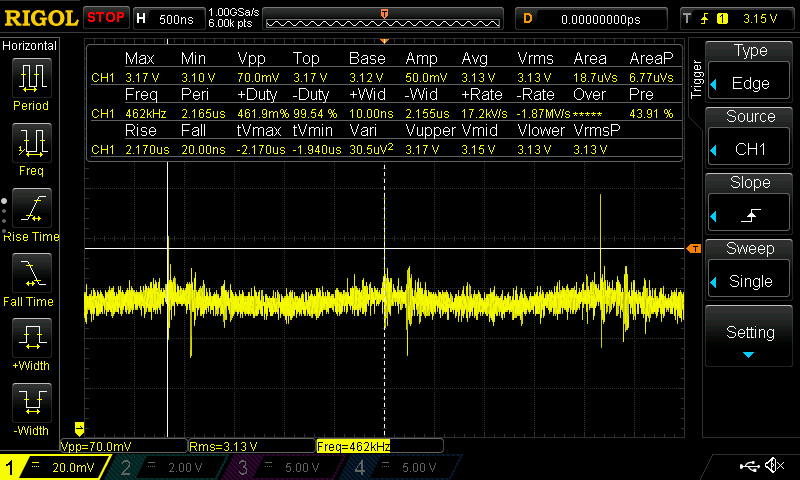 RIGOL STOP H 500ns 1.00GSa/s 6.00k pts T D 0.00000000ps T 1 3.15 V
Horizontal
Period
Freq
Rise Time
Fall Time
+Width
-Width
Max Min Vpp Top Base Amp Avg Vrms Area AreaP
CH1 3.17 V 3.10 V 70.0mV 3.17 V 3.12 V 50.0mV 3.13 V 3.13 V 18.7uVs 6.77uVs
Freq Peri +Duty -Duty +Wid -Wid +Rate -Rate Over Pre
CH1 462kHz 2.165us 461.9m% 99.54 % 10.00ns 2.155us 17.2kV/s -1.87MV/s ***** 43.91 %
Rise Fall tVmax tVmin Vari Vupper Vmid Vlower VrmsP
CH1 2.170us 20.00ns -2.170us -1.940us 30.5uV² 3.17 V 3.15 V 3.13 V 3.13 V
T
Trigger
Type
Edge
Source
CH1
Slope
Sweep
Single
Setting
Vpp=70.0mV Rms=3.13 V Freq=462kHz
1 20.0mV 2 2.00 V 3 5.00 V 4 5.00 V